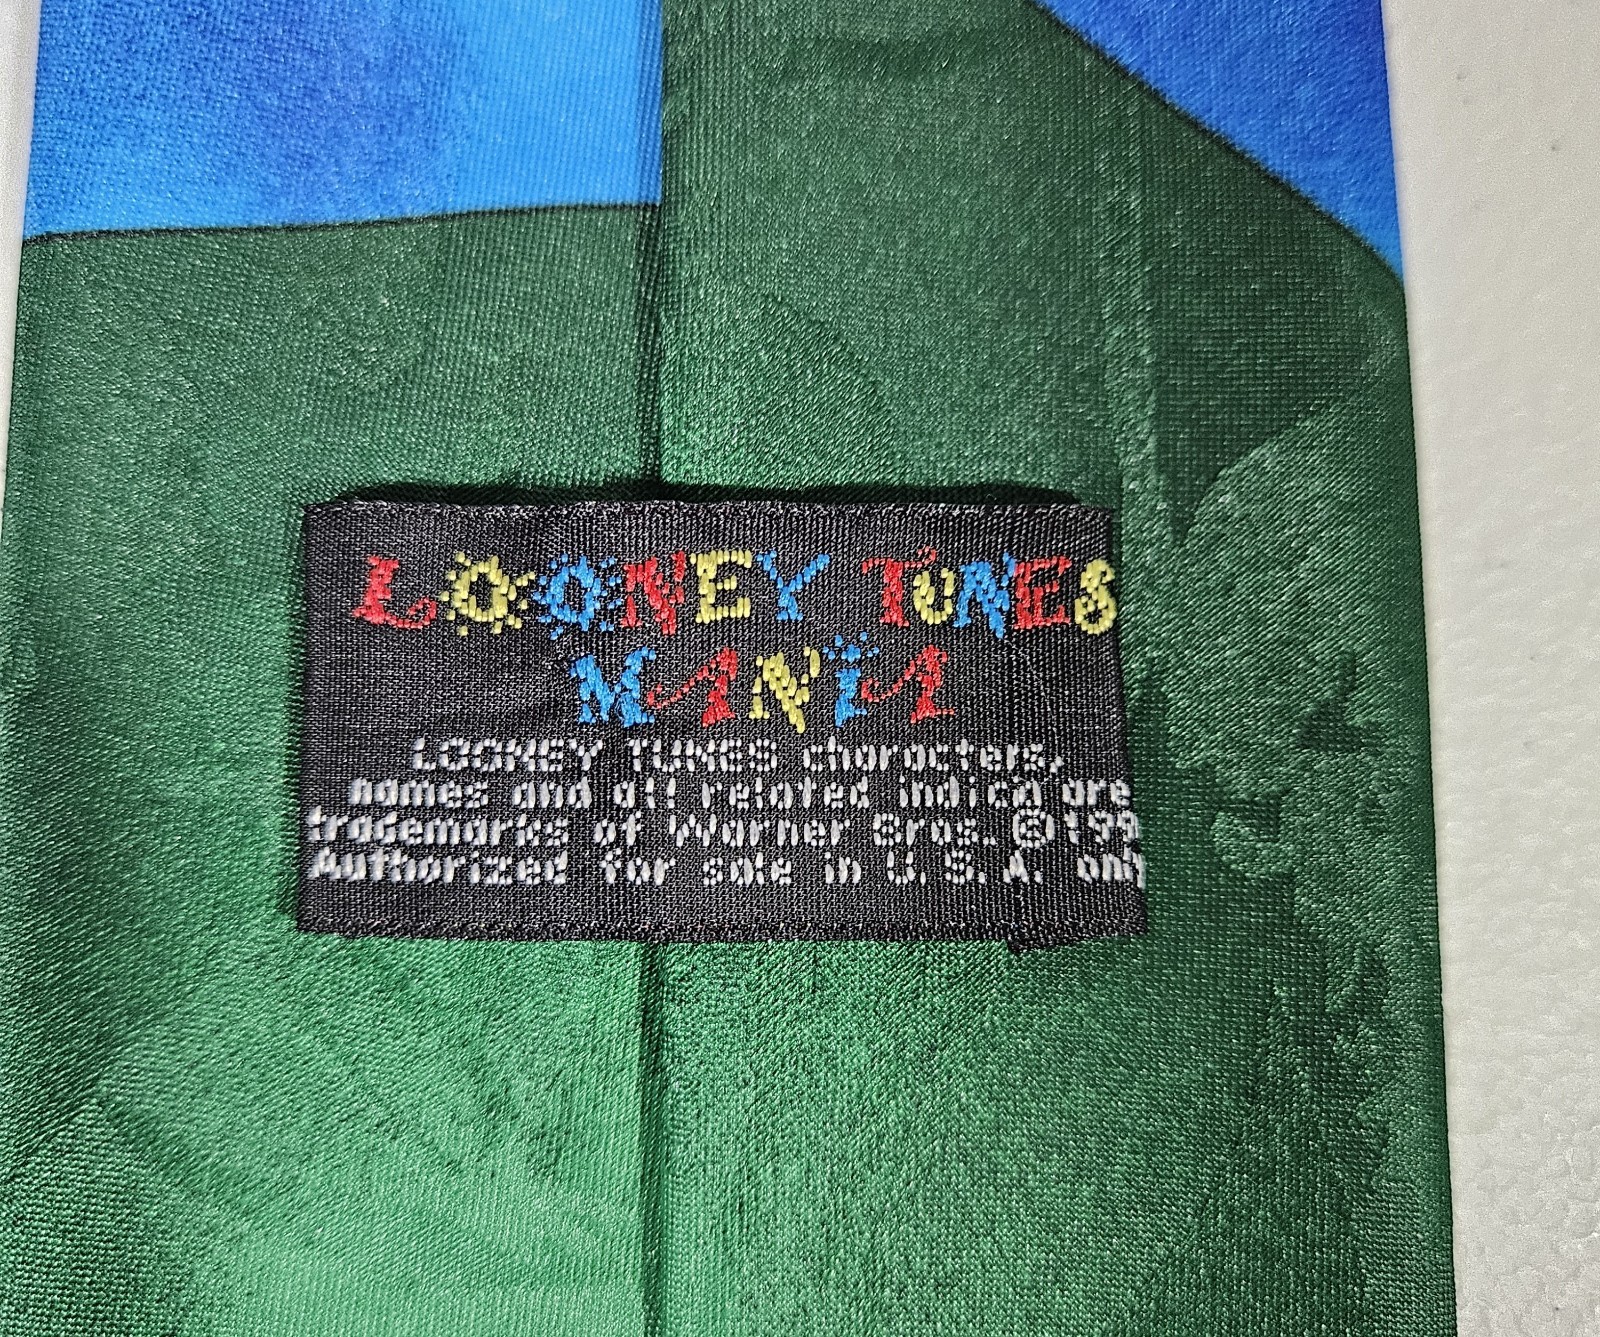 LOONEY TUNES
MANIA
LOONEY TUNES characters,
names and all related indicia are
trademarks of Warner Bros. ©199
Authorized for sale in U.S.A. only